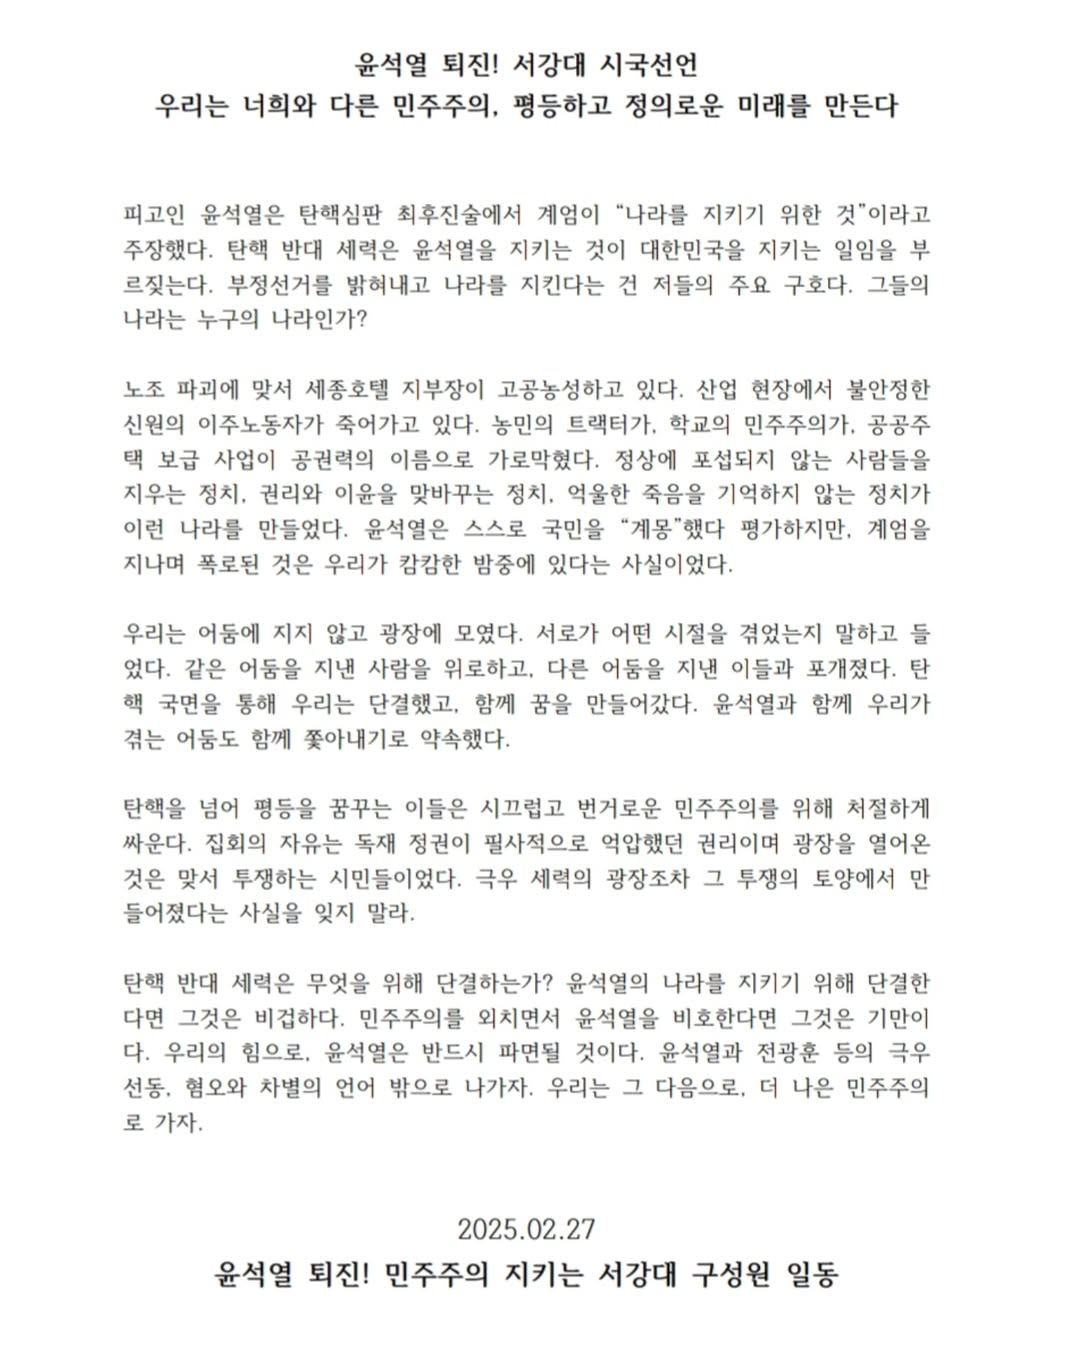 윤석열 퇴진! 서강대 시국선언
우리는 너희와 다른 민주주의, 평등하고 정의로운 미래를 만든다
피고인 윤석열은 탄핵심판 최후진술에서 계엄이 “나라를 지키기 위한 것”이라고
주장했다. 탄핵 반대 세력은 윤석열을 지키는 것이 대한민국을 지키는 일임을 부
르짖는다. 부정선거를 밝혀내고 나라를 지킨다는 건 저들의 주요 구호다. 그들의
나라는 누구의 나라인가?
노조 파괴에 맞서 세종호텔 지부장이 고공농성하고 있다. 산업 현장에서 불안정한
신원의 이주노동자가 죽어가고 있다. 농민의 트랙터가, 학교의 민주주의가, 공공주
택 보급 사업이 공권력의 이름으로 가로막혔다. 정상에 포섭되지 않는 사람들을
지우는 정치, 권리와 이윤을 맞바꾸는 정치, 억울한 죽음을 기억하지 않는 정치가
이런 나라를 만들었다. 윤석열은 스스로 국민을 “계몽”했다 평가하지만, 계엄을
지나며 폭로된 것은 우리가 캄캄한 밤중에 있다는 사실이었다.
우리는 어둠에 지지 않고 광장에 모였다. 서로가 어떤 시절을 겪었는지 말하고 들
었다. 같은 어둠을 지낸 사람을 위로하고, 다른 어둠을 지낸 이들과 포개졌다. 탄
핵 국면을 통해 우리는 단결했고, 함께 꿈을 만들어갔다. 윤석열과 함께 우리가
겪는 어둠도 함께 쫓아내기로 약속했다.
탄핵을 넘어 평등을 꿈꾸는 이들은 시끄럽고 번거로운 민주주의를 위해 처절하게
싸운다. 집회의 자유는 독재 정권이 필사적으로 억압했던 권리이며 광장을 열어온
것은 맞서 투쟁하는 시민들이었다. 극우 세력의 광장조차 그 투쟁의 토양에서 만
들어졌다는 사실을 잊지 말라.
탄핵 반대 세력은 무엇을 위해 단결하는가? 윤석열의 나라를 지키기 위해 단결한
다면 그것은 비겁하다. 민주주의를 외치면서 윤석열을 비호한다면 그것은 기만이
다. 우리의 힘으로, 윤석열은 반드시 파면될 것이다. 윤석열과 전광훈 등의 극우
선동, 혐오와 차별의 언어 밖으로 나가자. 우리는 그 다음으로, 더 나은 민주주의
로 가자.
2025.02.27
윤석열 퇴진! 민주주의 지키는 서강대 구성원 일동